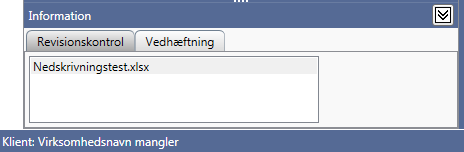 Information
Revisionskontrol Vedhæftning
Nedskrivningstest.xlsx
Klient: Virksomhedsnavn mangler